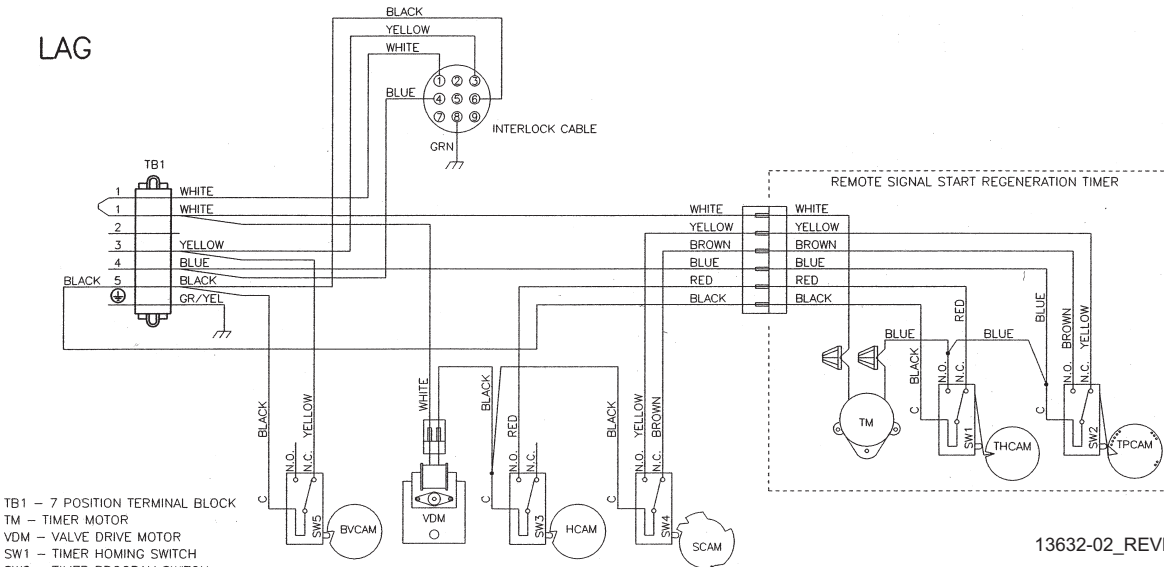 LAG
BLACK
YELLOW
WHITE
1 2 3
BLUE
4 5 6
7 8 9
INTERLOCK CABLE
GRN
TB1
1 WHITE
1 WHITE
2
3 YELLOW
4 BLUE
BLACK 5 BLACK
GR/YEL
REMOTE SIGNAL START REGENERATION TIMER
WHITE WHITE
YELLOW YELLOW
BROWN BROWN
BLUE BLUE
RED RED
BLACK BLACK
BLUE
BLUE
BLACK
RED
BLUE
BROWN
YELLOW
N.O.
N.C.
C
SW1
THCAM
TM
N.O.
N.C.
C
SW2
TPCAM
BLACK
YELLOW
N.O.
N.C.
C
SW5
BVCAM
WHITE
VDM
BLACK
RED
N.O.
N.C.
C
SW3
HCAM
BLACK
YELLOW
BROWN
N.O.
N.C.
C
SW4
SCAM
TB1 – 7 POSITION TERMINAL BLOCK
TM – TIMER MOTOR
VDM – VALVE DRIVE MOTOR
SW1 – TIMER HOMING SWITCH
13632-02_REV